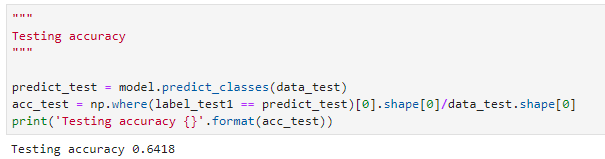 """
Testing accuracy
"""
predict_test = model.predict_classes(data_test)
acc_test = np.where(label_test1 == predict_test)[0].shape[0]/data_test.shape[0]
print('Testing accuracy {}'.format(acc_test))
Testing accuracy 0.6418